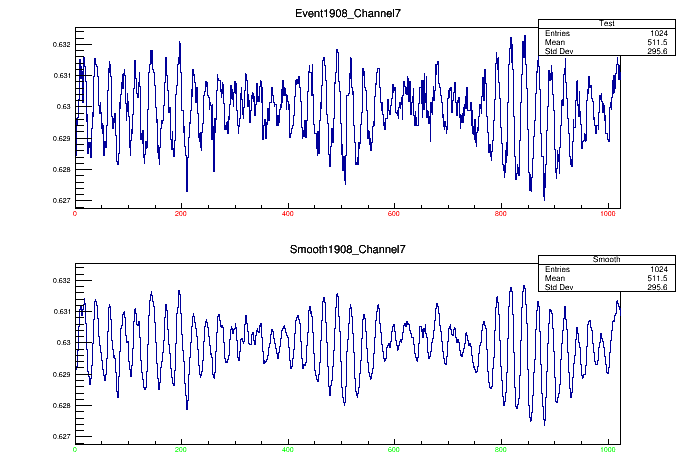 Event1908_Channel7
Test
Entries 1024
Mean 511.5
Std Dev 295.6
0.632
0.631
0.63
0.629
0.628
0.627
0 200 400 600 800 1000
Smooth1908_Channel7
Smooth
Entries 1024
Mean 511.5
Std Dev 295.6
0.632
0.631
0.63
0.629
0.628
0.627
0 200 400 600 800 1000